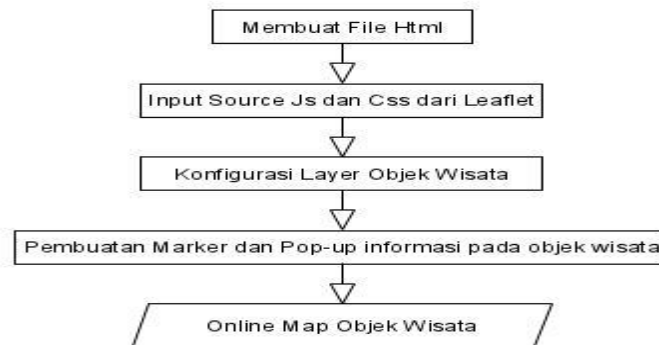 Membuat File Html
Input Source Js dan Css dari Leaflet
Konfigurasi Layer Objek Wisata
Pembuatan Marker dan Pop-up informasi pada objek wisata
Online Map Objek Wisata